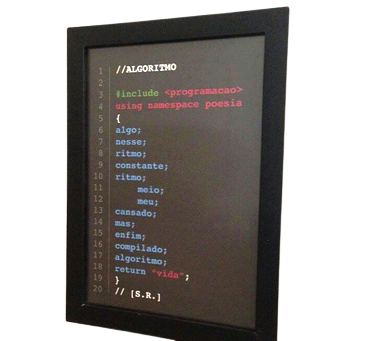 1 //ALGORITMO
2
3 #include <programacao>
4 using namespace poesia
5 {
6 algo;
7 nesse;
8 ritmo;
9 constante;
10 ritmo;
11 meio;
12 meu;
13 cansado;
14 mas;
15 enfim;
16 compilado;
17 algoritmo;
18 return "vida";
19 }
20 // [S.R.]